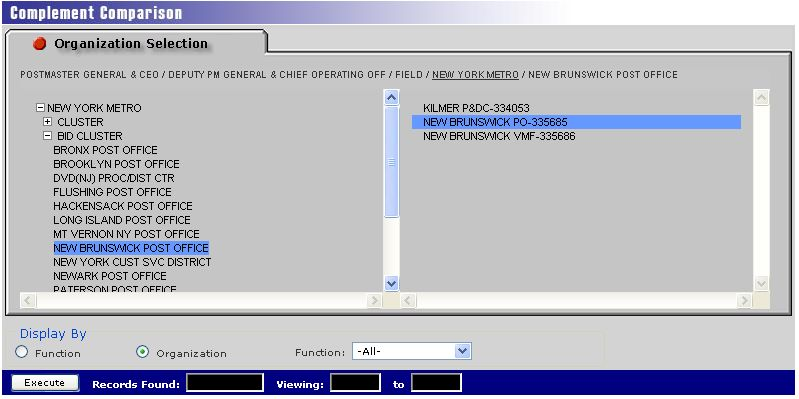 Complement Comparison
Organization Selection
POSTMASTER GENERAL & CEO / DEPUTY PM GENERAL & CHIEF OPERATING OFF / FIELD / NEW YORK METRO / NEW BRUNSWICK POST OFFICE
NEW YORK METRO
CLUSTER
BID CLUSTER
BRONX POST OFFICE
BROOKLYN POST OFFICE
DVD(NJ) PROC/DIST CTR
FLUSHING POST OFFICE
HACKENSACK POST OFFICE
LONG ISLAND POST OFFICE
MT VERNON NY POST OFFICE
NEW BRUNSWICK POST OFFICE
NEW YORK CUST SVC DISTRICT
NEWARK POST OFFICE
PATERSON POST OFFICE
KILMER P&DC-334053
NEW BRUNSWICK PO-335685
NEW BRUNSWICK VMF-335686
Display By
Function
Organization
Function: -All-
Execute Records Found: Viewing: to